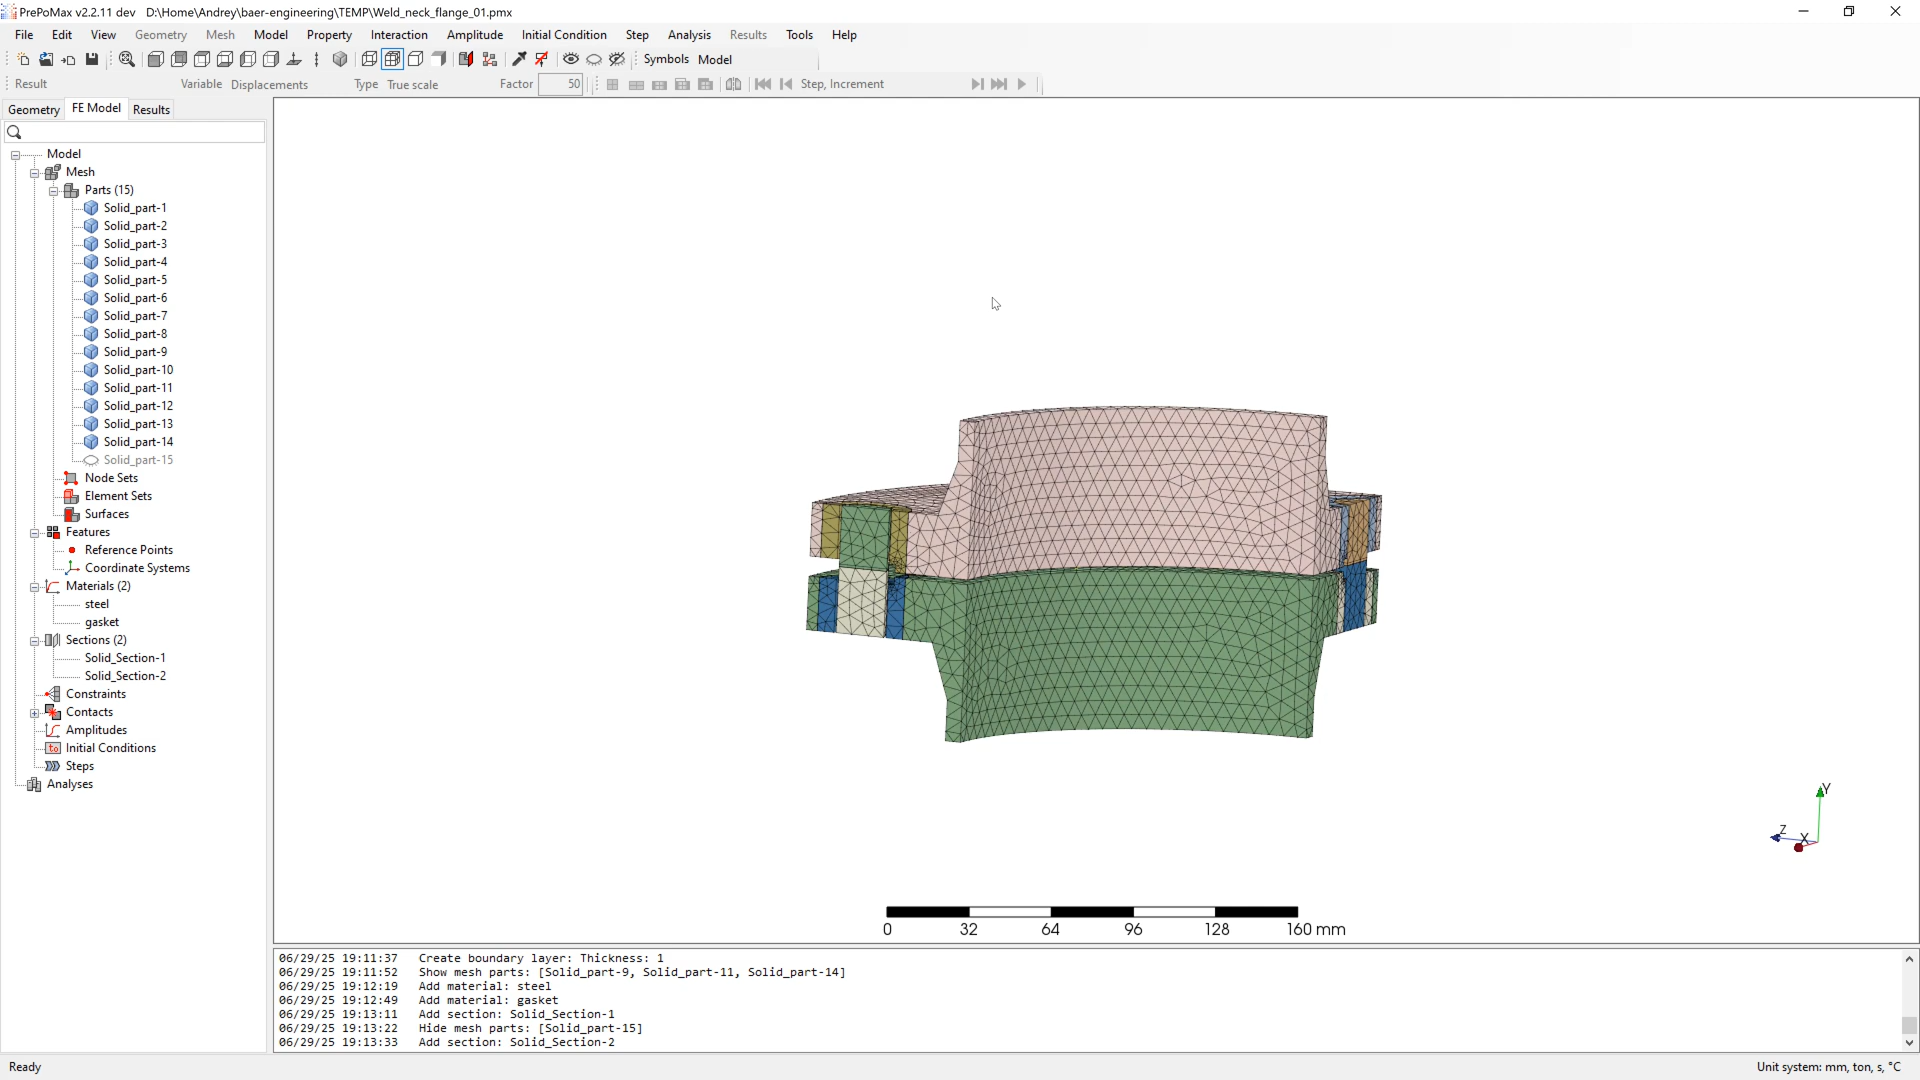 PrePoMax v2.2.11 dev D:\Home\Andrey\baer-engineering\TEMP\Weld_neck_flange_01.pmx
File Edit View Geometry Mesh Model Property Interaction Amplitude Initial Condition Step Analysis Results Tools Help
Symbols Model
Result Variable Displacements Type True scale Factor 50 Step, Increment
Geometry FE Model Results
Model
Mesh
Parts (15)
Solid_part-1
Solid_part-2
Solid_part-3
Solid_part-4
Solid_part-5
Solid_part-6
Solid_part-7
Solid_part-8
Solid_part-9
Solid_part-10
Solid_part-11
Solid_part-12
Solid_part-13
Solid_part-14
Solid_part-15
Node Sets
Element Sets
Surfaces
Features
Reference Points
Coordinate Systems
Materials (2)
steel
gasket
Sections (2)
Solid_Section-1
Solid_Section-2
Constraints
Contacts
Amplitudes
to Initial Conditions
Steps
Analyses
Y
Z
X
0 32 64 96 128 160 mm
06/29/25 19:11:37 Create boundary layer: Thickness: 1
06/29/25 19:11:52 Show mesh parts: [Solid_part-9, Solid_part-11, Solid_part-14]
06/29/25 19:12:19 Add material: steel
06/29/25 19:12:49 Add material: gasket
06/29/25 19:13:11 Add section: Solid_Section-1
06/29/25 19:13:22 Hide mesh parts: [Solid_part-15]
06/29/25 19:13:33 Add section: Solid_Section-2
Ready
Unit system: mm, ton, s, °C